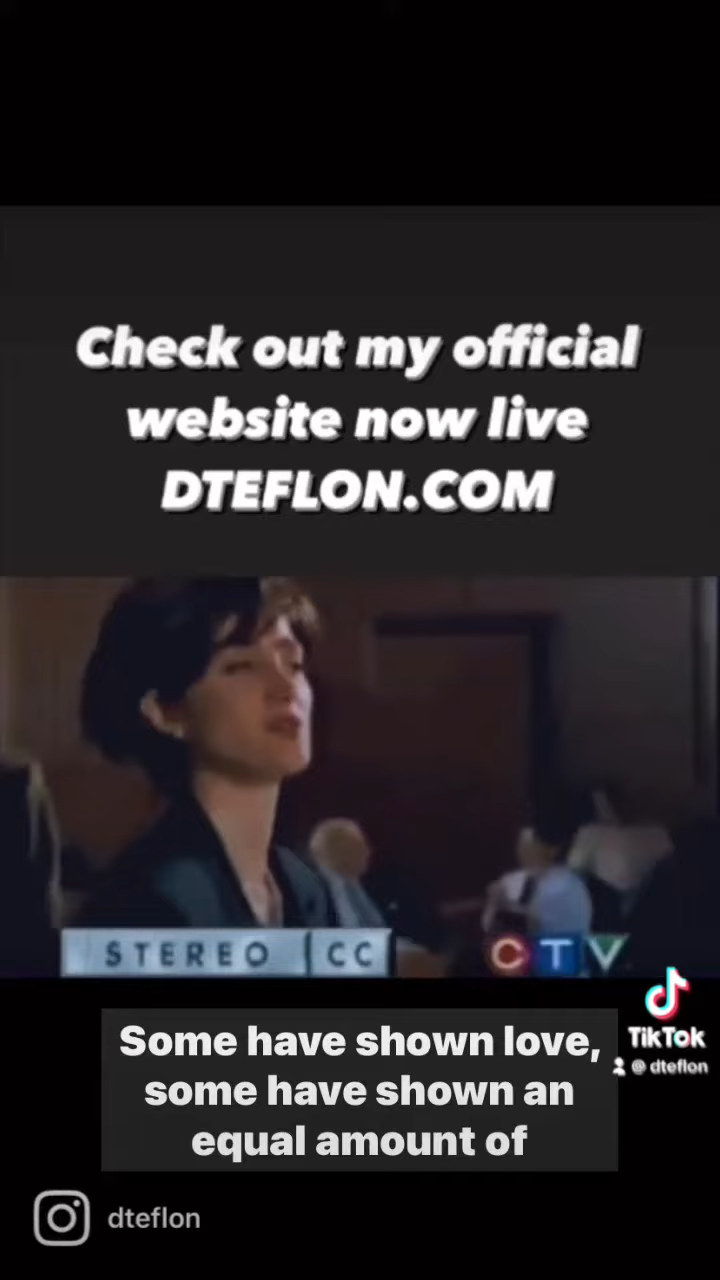 Check out my official
website now live
DTEFLON.COM
STEREO CC
CTV
Some have shown love,
some have shown an
equal amount of
TikTok
@ dteflon
dteflon